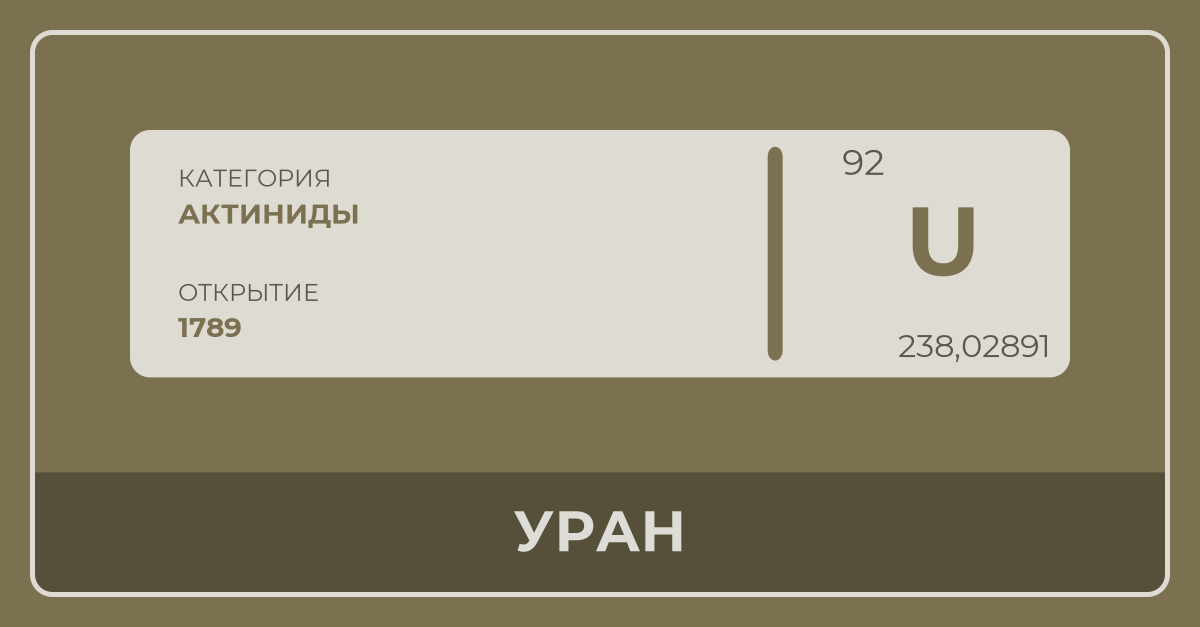 КАТЕГОРИЯ
АКТИНИДЫ
ОТКРЫТИЕ
1789
92
U
238,02891
УРАН